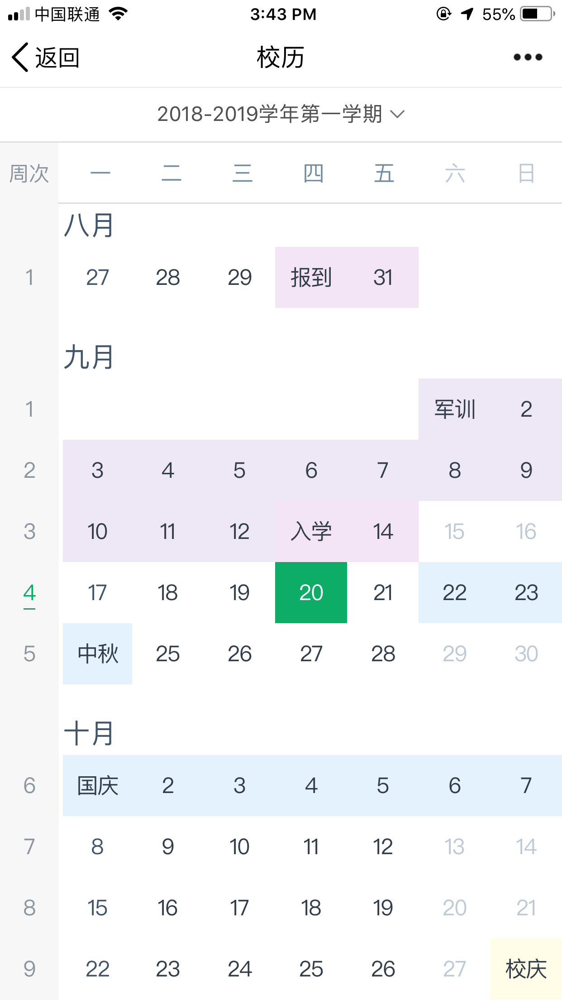 中国联通 3:43 PM 55%
返回 校历
2018-2019学年第一学期
周次 一 二 三 四 五 六 日
八月
1 27 28 29 报到 31
九月
1 军训 2
2 3 4 5 6 7 8 9
3 10 11 12 入学 14 15 16
4 17 18 19 20 21 22 23
5 中秋 25 26 27 28 29 30
十月
6 国庆 2 3 4 5 6 7
7 8 9 10 11 12 13 14
8 15 16 17 18 19 20 21
9 22 23 24 25 26 27 校庆